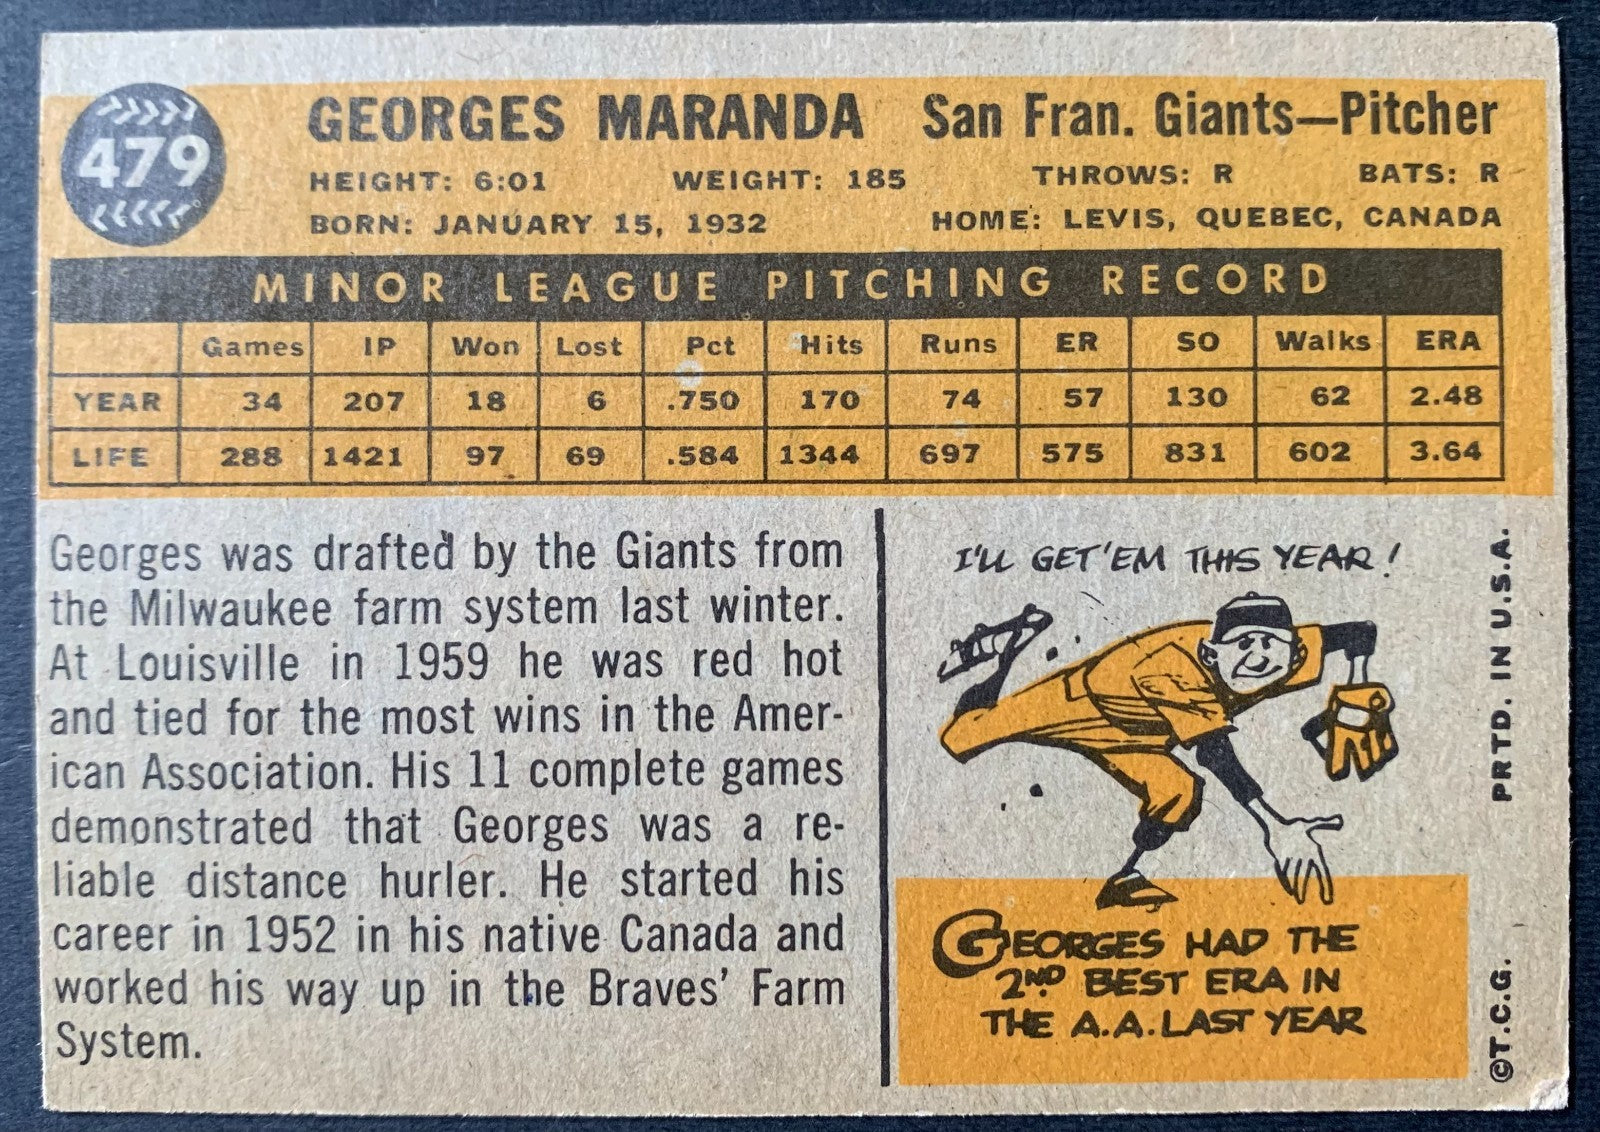 479
GEORGES MARANDA San Fran. Giants—Pitcher
HEIGHT: 6:01 WEIGHT: 185 THROWS: R BATS: R
BORN: JANUARY 15, 1932 HOME: LEVIS, QUEBEC, CANADA
MINOR LEAGUE PITCHING RECORD
Games IP Won Lost Pct Hits Runs ER SO Walks ERA
YEAR 34 207 18 6 .750 170 74 57 130 62 2.48
LIFE 288 1421 97 69 .584 1344 697 575 831 602 3.64
Georges was drafted by the Giants from
the Milwaukee farm system last winter.
At Louisville in 1959 he was red hot
and tied for the most wins in the Amer-
ican Association. His 11 complete games
demonstrated that Georges was a re-
liable distance hurler. He started his
career in 1952 in his native Canada and
worked his way up in the Braves' Farm
System.
I'LL GET 'EM THIS YEAR!
GEORGES HAD THE
2ND BEST ERA IN
THE A.A. LAST YEAR
©T.C.G. PRTD. IN U.S.A.